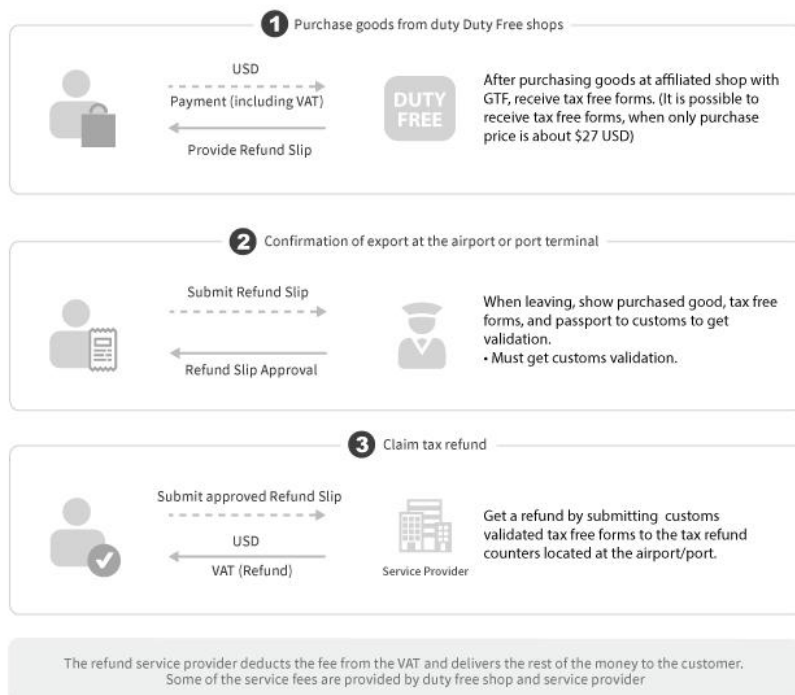 1 Purchase goods from duty Duty Free shops
USD
Payment (including VAT)
Provide Refund Slip
DUTY
FREE
After purchasing goods at affiliated shop with
GTF, receive tax free forms. (It is possible to
receive tax free forms, when only purchase
price is about $27 USD)
2 Confirmation of export at the airport or port terminal
Submit Refund Slip
Refund Slip Approval
When leaving, show purchased good, tax free
forms, and passport to customs to get
validation.
• Must get customs validation.
3 Claim tax refund
Submit approved Refund Slip
USD
VAT (Refund)
Service Provider
Get a refund by submitting customs
validated tax free forms to the tax refund
counters located at the airport/port.
The refund service provider deducts the fee from the VAT and delivers the rest of the money to the customer.
Some of the service fees are provided by duty free shop and service provider